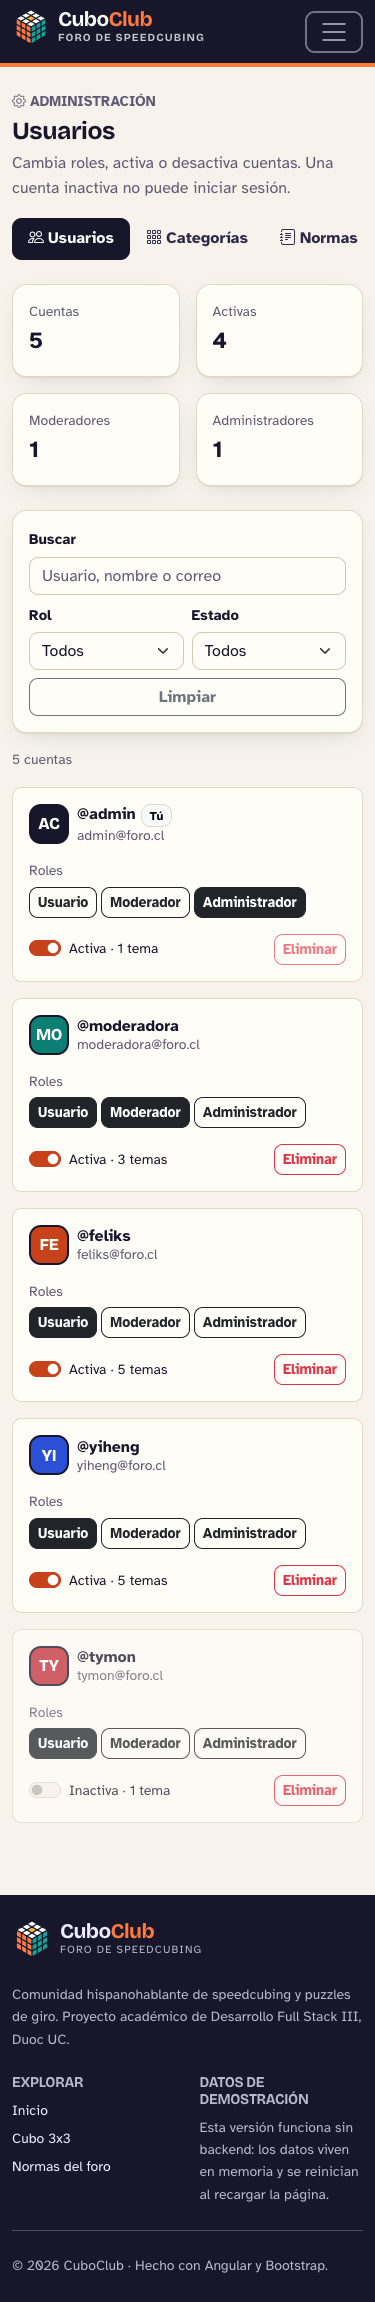 CuboClub
FORO DE SPEEDCUBING
ADMINISTRACIÓN
Usuarios
Cambia roles, activa o desactiva cuentas. Una
cuenta inactiva no puede iniciar sesión.
Usuarios Categorías Normas
Cuentas
5
Activas
4
Moderadores
1
Administradores
1
Buscar
Usuario, nombre o correo
Rol Estado
Todos Todos
Limpiar
5 cuentas
AC @admin Tú
admin@foro.cl
Roles
Usuario Moderador Administrador
Activa · 1 tema Eliminar
MO @moderadora
moderadora@foro.cl
Roles
Usuario Moderador Administrador
Activa · 3 temas Eliminar
FE @feliks
feliks@foro.cl
Roles
Usuario Moderador Administrador
Activa · 5 temas Eliminar
YI @yiheng
yiheng@foro.cl
Roles
Usuario Moderador Administrador
Activa · 5 temas Eliminar
TY @tymon
tymon@foro.cl
Roles
Usuario Moderador Administrador
Inactiva · 1 tema Eliminar
CuboClub
FORO DE SPEEDCUBING
Comunidad hispanohablante de speedcubing y puzzles
de giro. Proyecto académico de Desarrollo Full Stack III,
Duoc UC.
EXPLORAR
Inicio
Cubo 3x3
Normas del foro
DATOS DE
DEMOSTRACIÓN
Esta versión funciona sin
backend: los datos viven
en memoria y se reinician
al recargar la página.
© 2026 CuboClub · Hecho con Angular y Bootstrap.